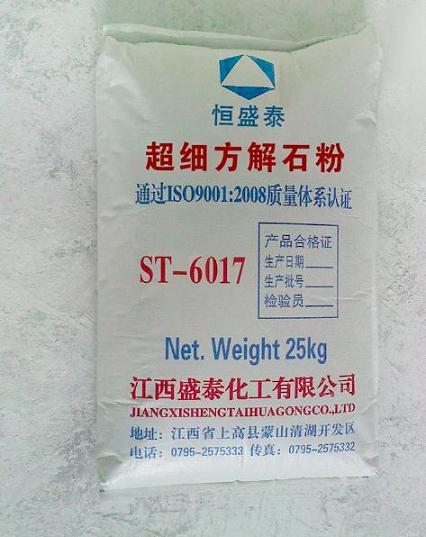 恒盛泰
超细方解石粉
通过ISO9001:2008质量体系认证
ST-6017
产品合格证
生产日期
生产批号
检验员
Net. Weight 25kg
江西盛泰化工有限公司
JIANGXISHENGTAIHUAGONGCO.,LTD
地址：江西省上高县蒙山清湖开发区
电话：0795-2575333 传真：0795-2575332